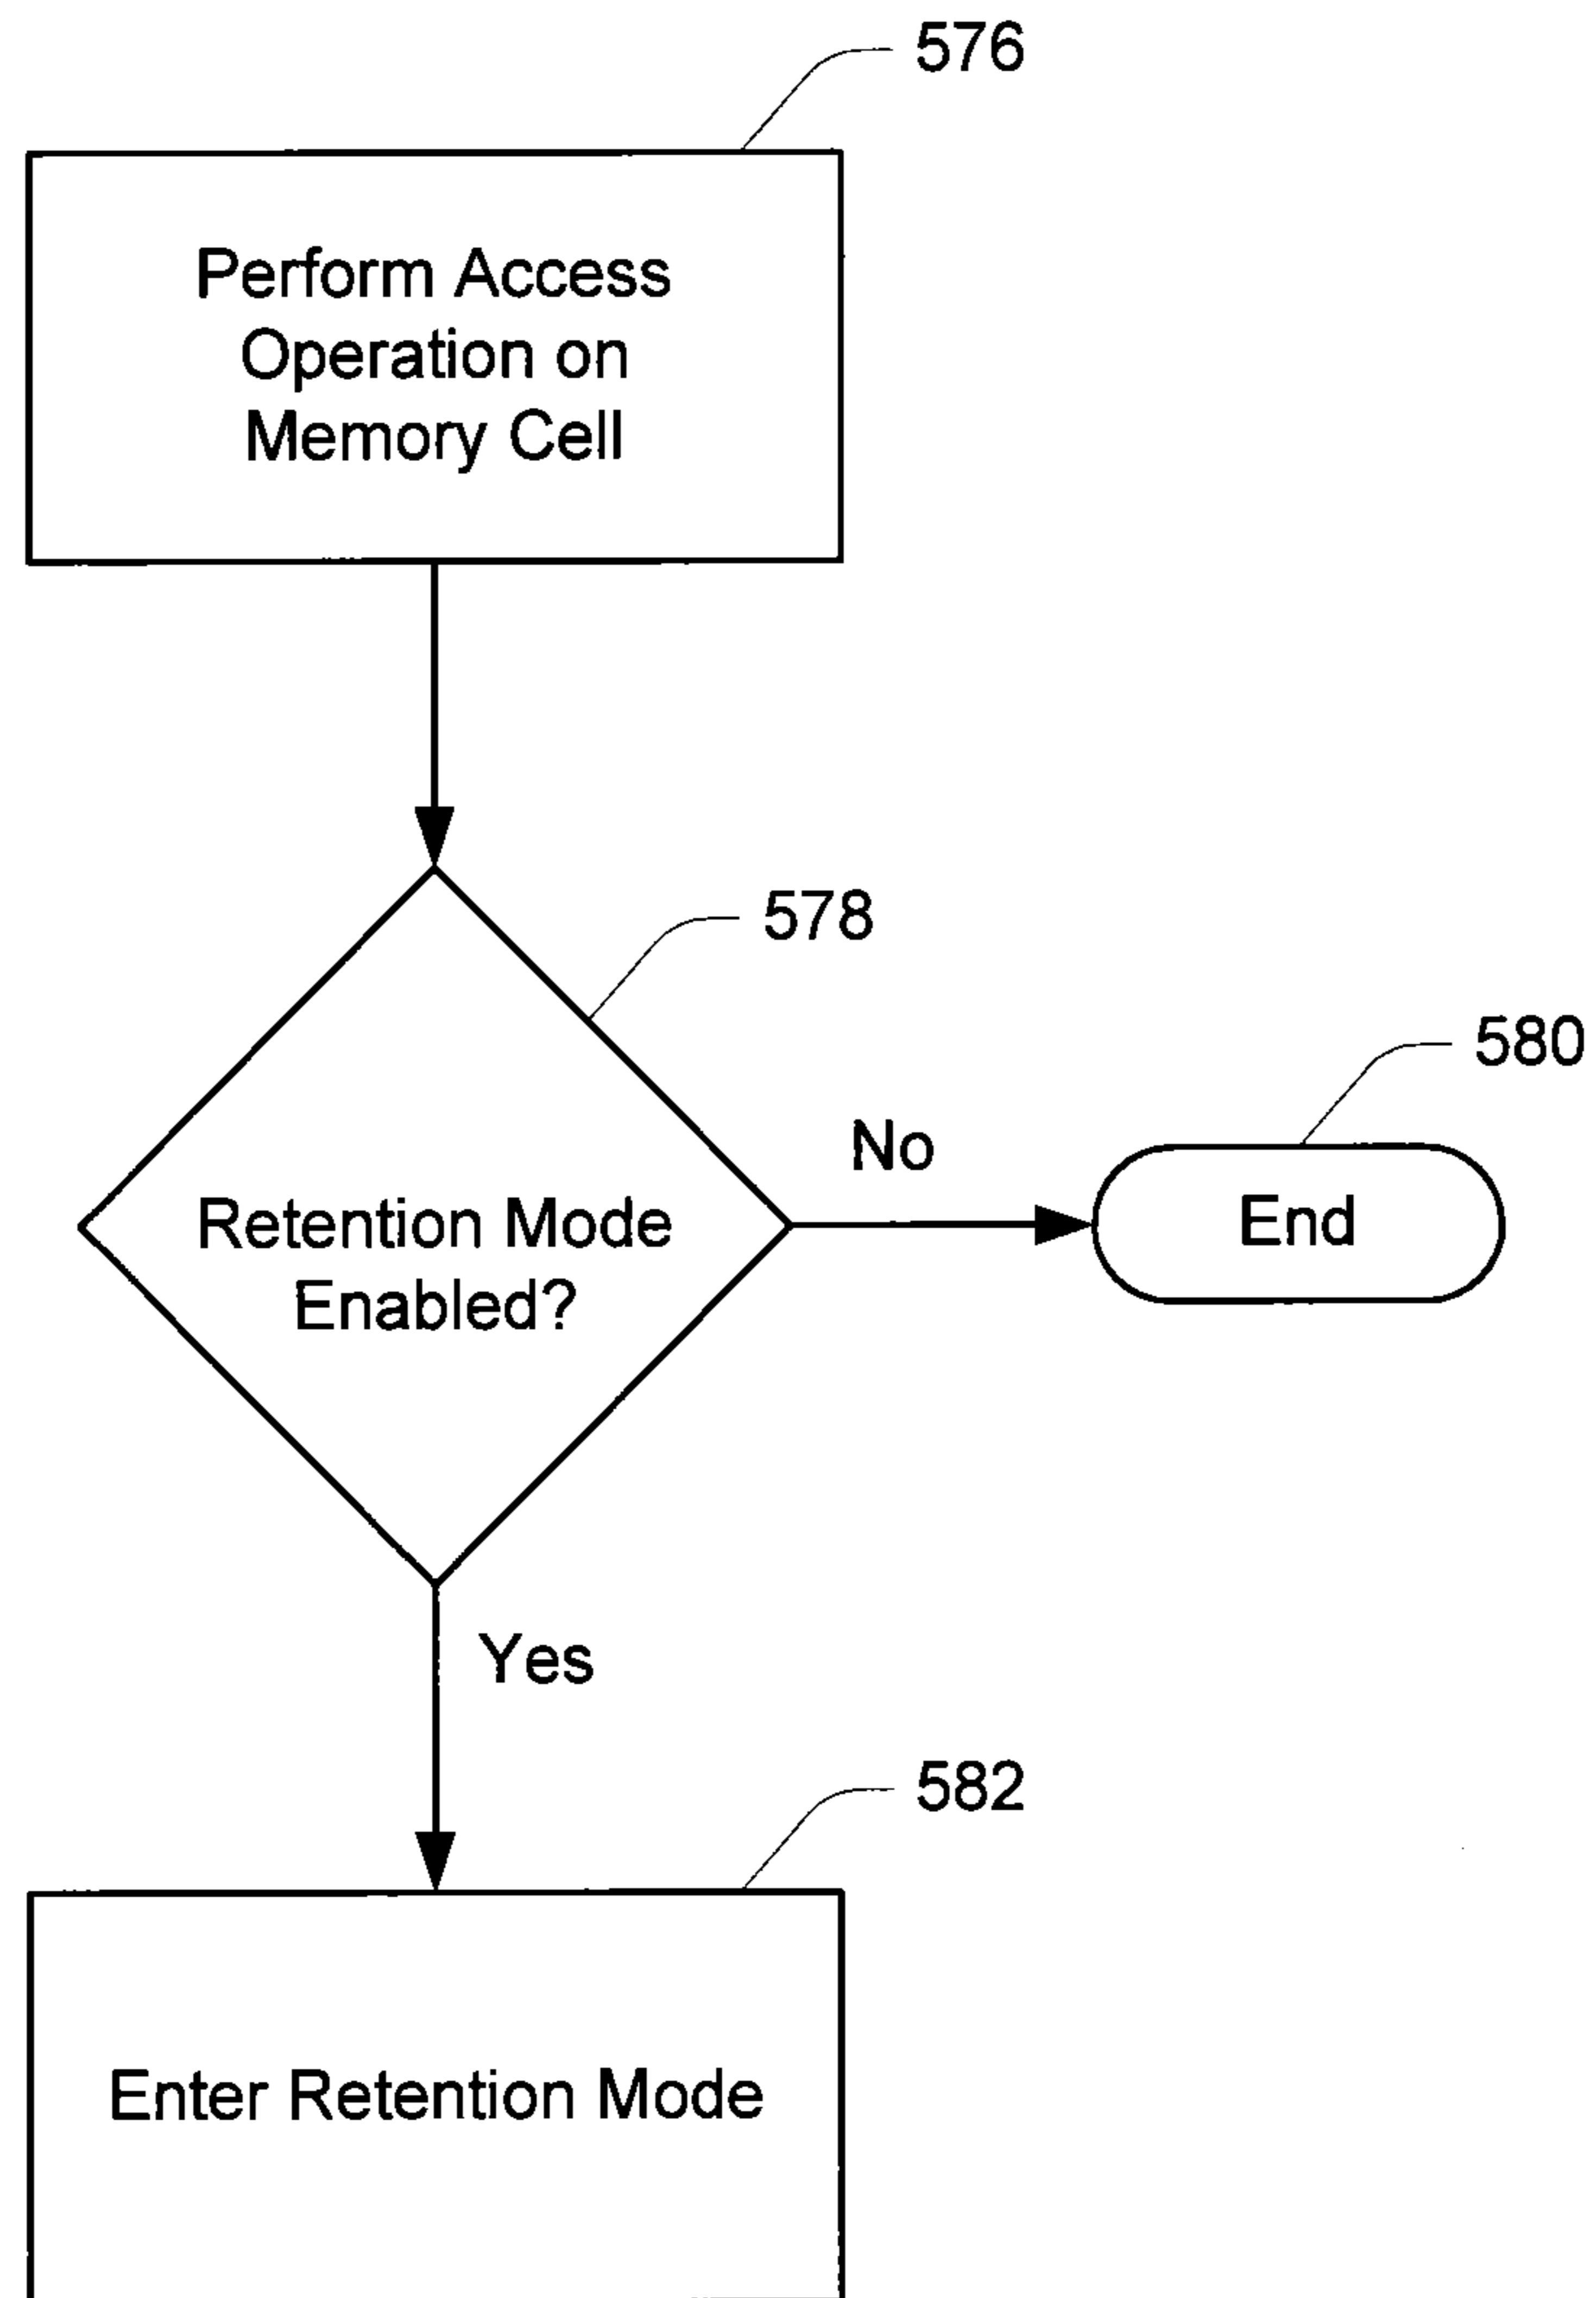 576
Perform Access
Operation on
Memory Cell
578
Retention Mode
Enabled?
No
580
End
Yes
582
Enter Retention Mode